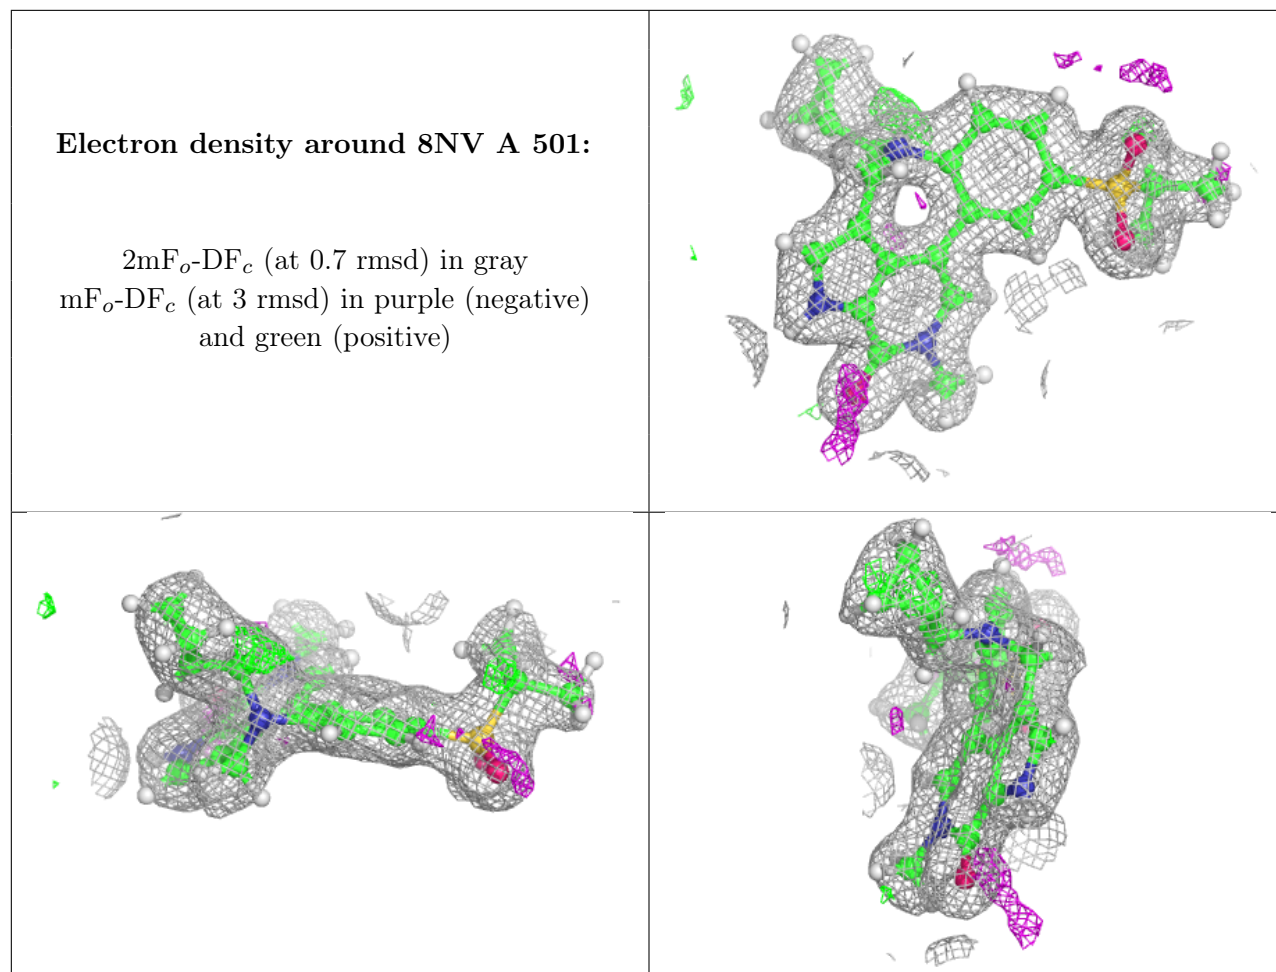 Electron density around 8NV A 501:
2mFo-DFc (at 0.7 rmsd) in gray
mFo-DFc (at 3 rmsd) in purple (negative)
and green (positive)